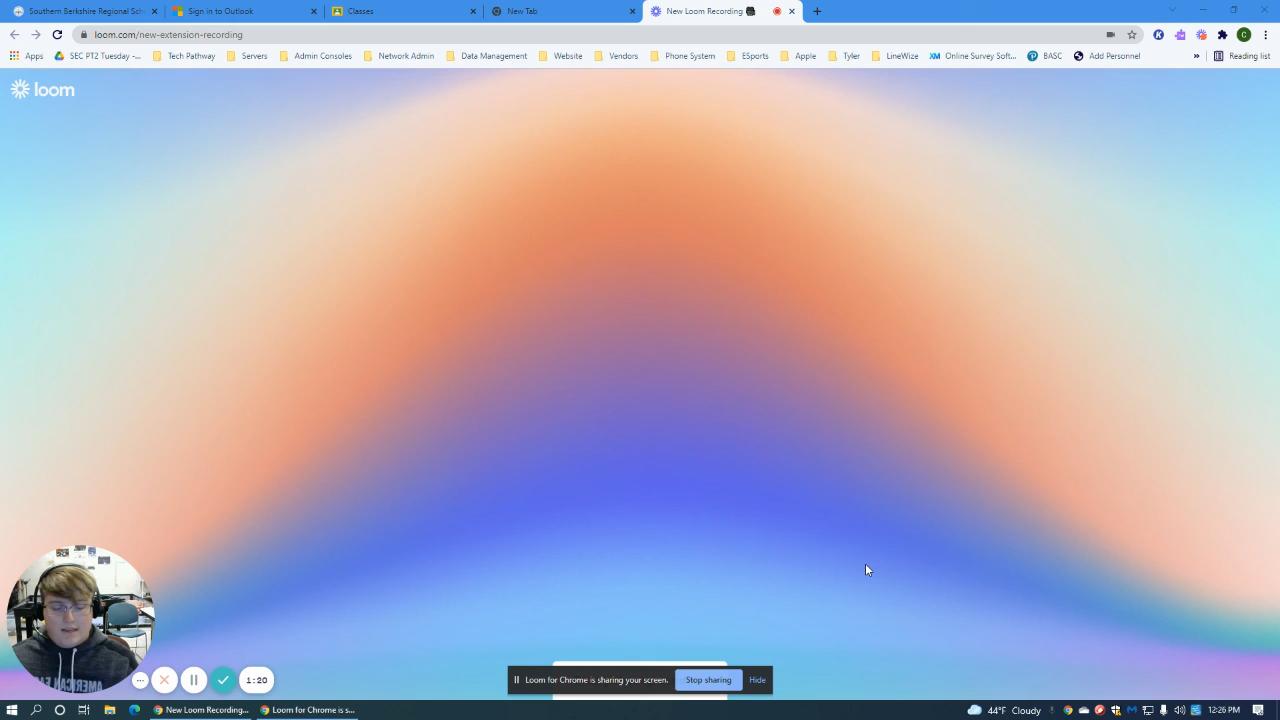 Southern Berkshire Regional Sch
Sign in to Outlook
Classes
New Tab
New Loom Recording
loom.com/new-extension-recording
C
Apps
SEC PT2 Tuesday -...
Tech Pathway
Servers
Admin Consoles
Network Admin
Data Management
Website
Vendors
Phone System
ESports
Apple
Tyler
LineWize
XM Online Survey Soft...
BASC
Add Personnel
»
Reading list
loom
AMERICAN EA
1:20
Loom for Chrome is sharing your screen.
Stop sharing
Hide
New Loom Recording...
Loom for Chrome is s...
44°F Cloudy
12:26 PM